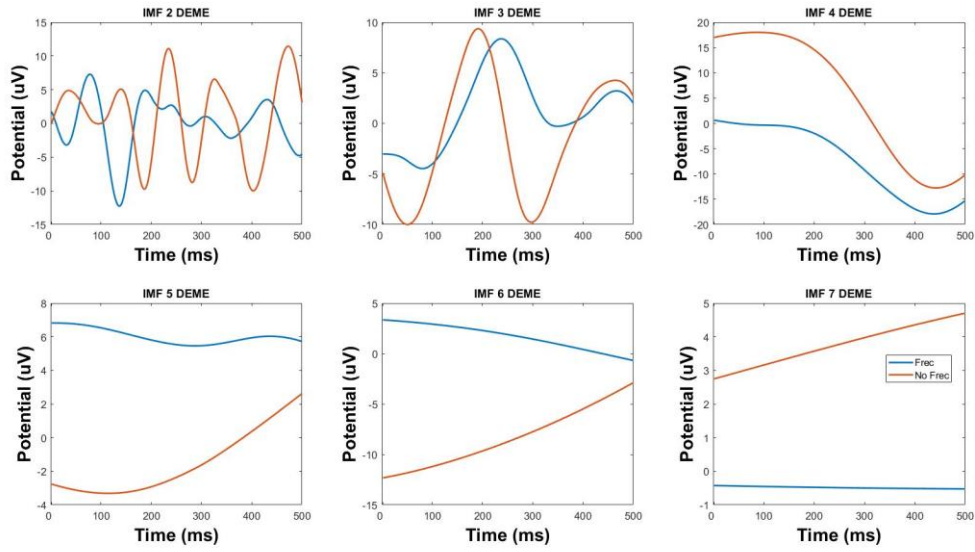 IMF 2 DEME
15
10
5
0
-5
-10
-15
0 100 200 300 400 500
Potential (uV)
Time (ms)
IMF 3 DEME
10
5
0
-5
-10
0 100 200 300 400 500
Potential (uV)
Time (ms)
IMF 4 DEME
20
15
10
5
0
-5
-10
-15
-20
0 100 200 300 400 500
Potential (uV)
Time (ms)
IMF 5 DEME
8
6
4
2
0
-2
-4
0 100 200 300 400 500
Potential (uV)
Time (ms)
IMF 6 DEME
5
0
-5
-10
-15
0 100 200 300 400 500
Potential (uV)
Time (ms)
IMF 7 DEME
5
4
3
2
1
0
-1
0 100 200 300 400 500
Potential (uV)
Time (ms)
Frec
No Frec